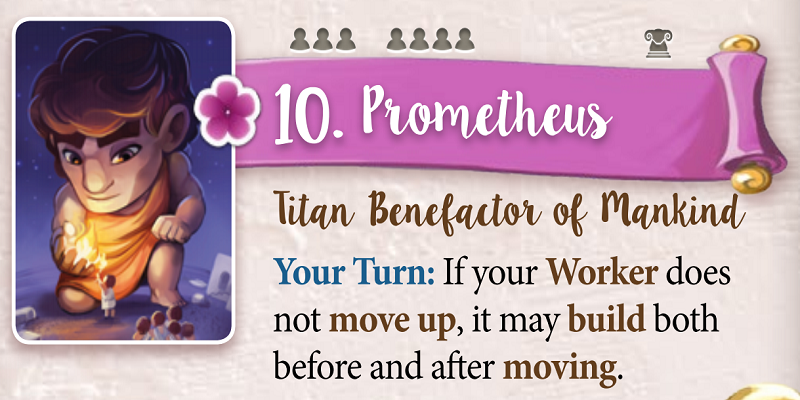 10. Prometheus
Titan Benefactor of Mankind
Your Turn: If your Worker does
not move up, it may build both
before and after moving.